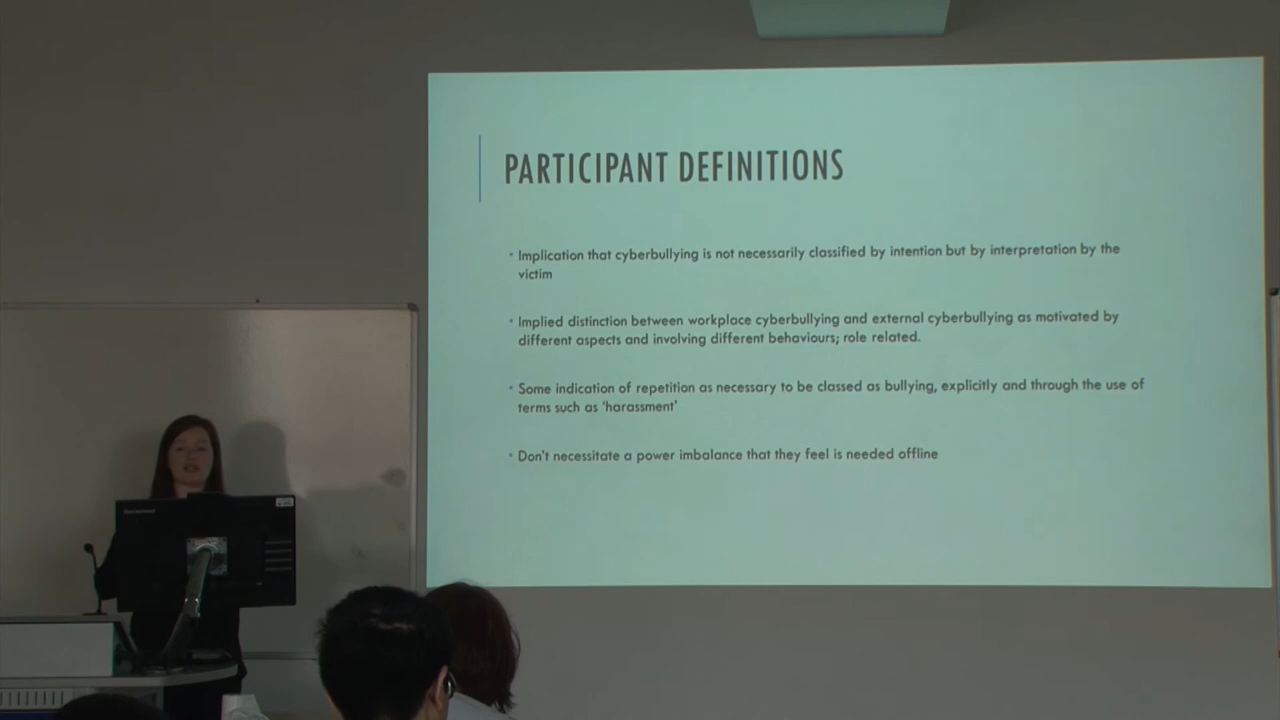 PARTICIPANT DEFINITIONS
• Implication that cyberbullying is not necessarily classified by intention but by interpretation by the
victim
• Implied distinction between workplace cyberbullying and external cyberbullying as motivated by
different aspects and involving different behaviours; role related.
• Some indication of repetition as necessary to be classed as bullying, explicitly and through the use of
terms such as 'harassment'
• Don't necessitate a power imbalance that they feel is needed offline